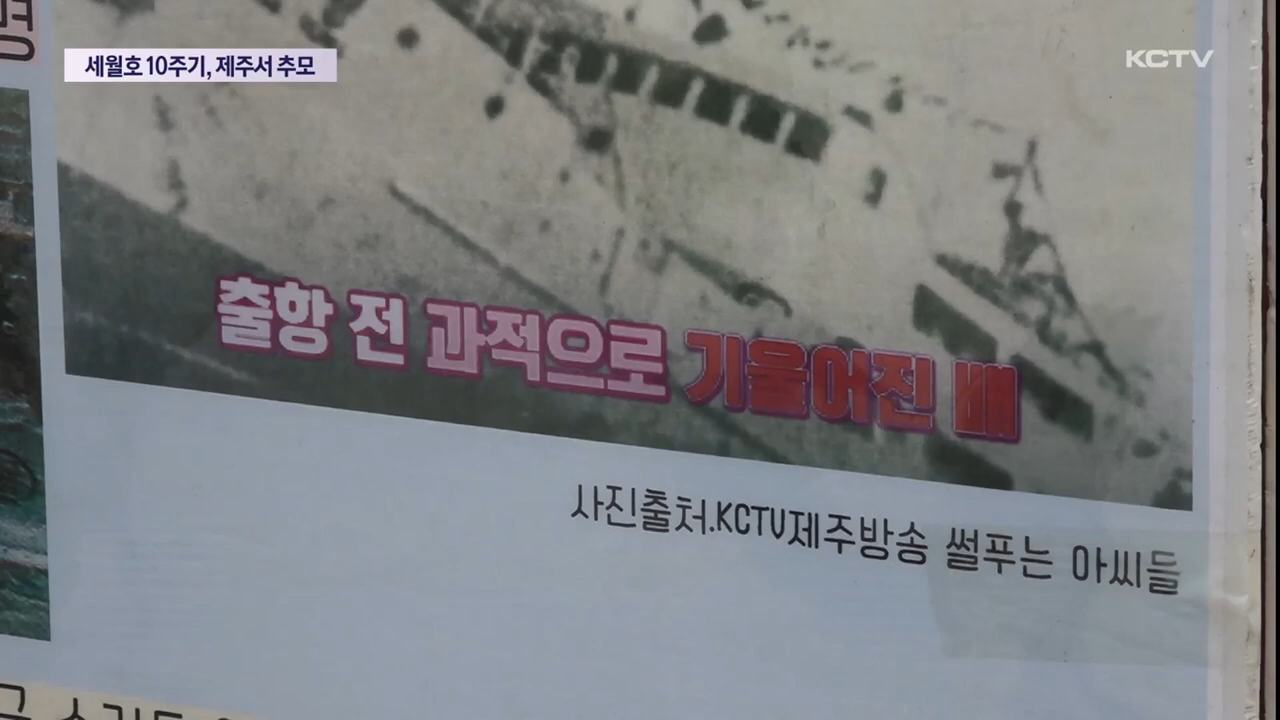 명
세월호 10주기, 제주서 추모
KCTV
출항 전 과적으로 기울어진 배
사진출처.KCTV제주방송 썰푸는 아씨들